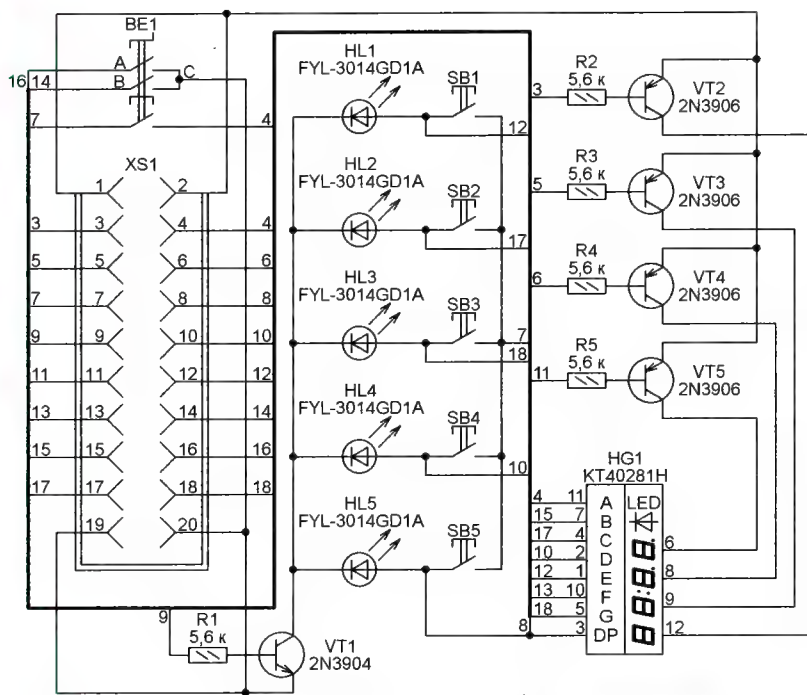 BE1
A
B
C
16 14
7
4
XS1
1 2
3 3 4 4
5 5 6 6
7 7 8 8
9 9 10 10
11 11 12 12
13 13 14 14
15 15 16 16
17 17 18 18
19 20
9
R1
5,6 к
VT1
2N3904
HL1
FYL-3014GD1A
SB1
12
HL2
FYL-3014GD1A
SB2
17
HL3
FYL-3014GD1A
SB3
7
18
HL4
FYL-3014GD1A
SB4
10
HL5
FYL-3014GD1A
SB5
8
3
R2
5,6 к
VT2
2N3906
5
R3
5,6 к
VT3
2N3906
6
R4
5,6 к
VT4
2N3906
11
R5
5,6 к
VT5
2N3906
HG1
KT40281H
4 11 A LED
15 7 B
17 4 C 6
10 2 D
12 1 E 8
13 10 F 9
18 5 G
3 DP 12
8.8:8.8.